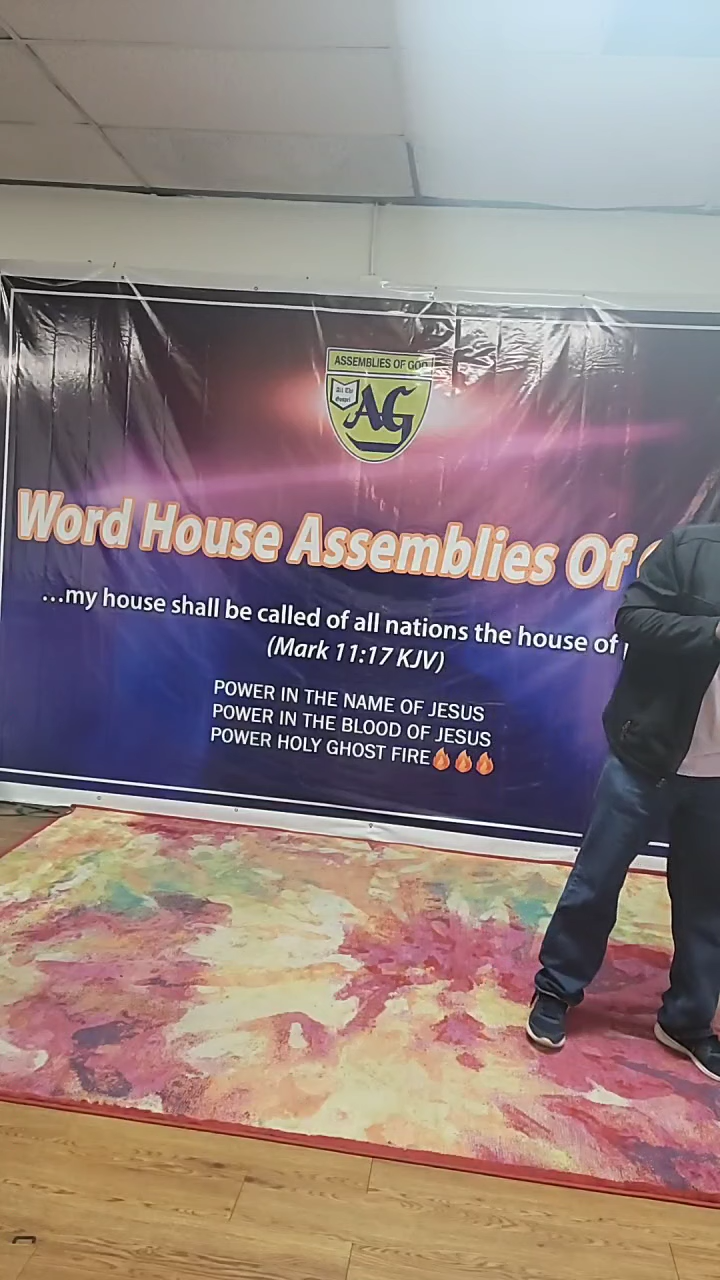 ASSEMBLIES OF GOD
All The
Gospel
AG
Word House Assemblies Of
...my house shall be called of all nations the house of
(Mark 11:17 KJV)
POWER IN THE NAME OF JESUS
POWER IN THE BLOOD OF JESUS
POWER HOLY GHOST FIRE🔥🔥🔥